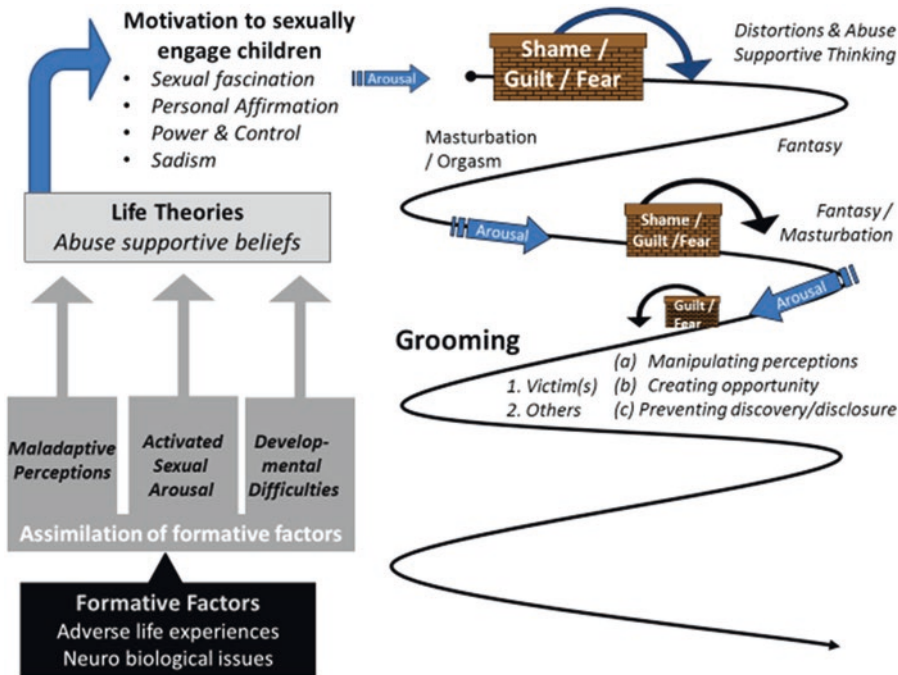 Motivation to sexually
engage children
• Sexual fascination
• Personal Affirmation
• Power & Control
• Sadism
Arousal
Shame /
Guilt / Fear
Distortions & Abuse
Supportive Thinking
Masturbation
/ Orgasm
Fantasy
Life Theories
Abuse supportive beliefs
Arousal
Shame /
Guilt /Fear
Fantasy /
Masturbation
Arousal
Guilt /
Fear
Grooming
1. Victim(s)
2. Others
(a) Manipulating perceptions
(b) Creating opportunity
(c) Preventing discovery/disclosure
Maladaptive
Perceptions
Activated
Sexual
Arousal
Develop-
mental
Difficulties
Assimilation of formative factors
Formative Factors
Adverse life experiences
Neuro biological issues